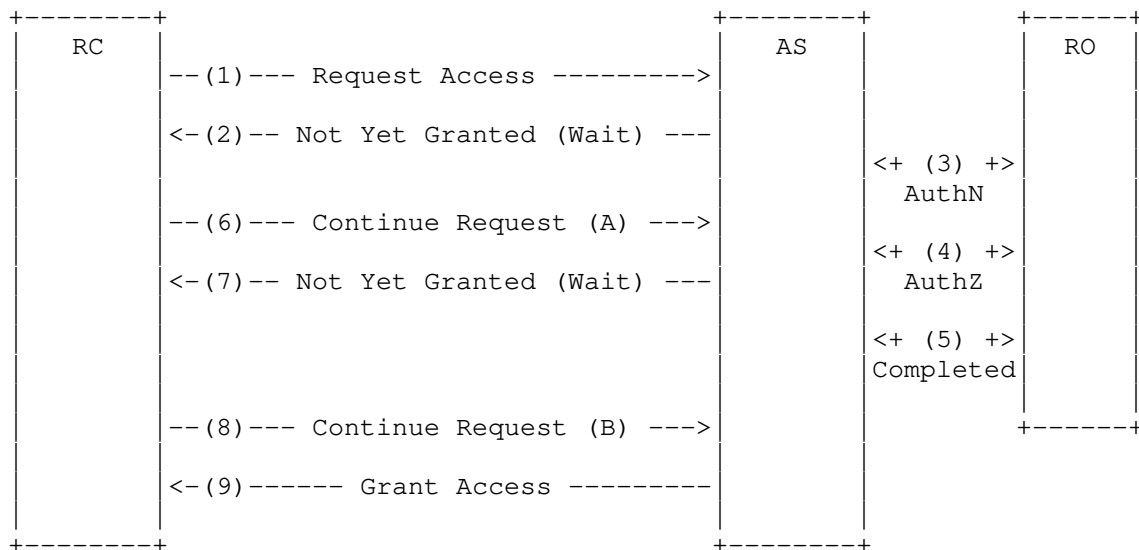 +--------+                                  +--------+         +------+
|   RC   |                                  |   AS   |         |  RO  |
|        |--(1)--- Request Access --------->|        |         |      |
|        |                                  |        |         |      |
|        |<-(2)-- Not Yet Granted (Wait) ---|        |         |      |
|        |                                  |        |<+ (3) +>|      |
|        |                                  |        |  AuthN  |      |
|        |--(6)--- Continue Request (A) --->|        |         |      |
|        |                                  |        |<+ (4) +>|      |
|        |<-(7)-- Not Yet Granted (Wait) ---|        |  AuthZ  |      |
|        |                                  |        |         |      |
|        |                                  |        |<+ (5) +>|      |
|        |                                  |        |Completed|      |
|        |                                  |        |         |      |
|        |--(8)--- Continue Request (B) --->|        |         +------+
|        |                                  |        |
|        |<-(9)------ Grant Access ---------|        |
|        |                                  |        |
+--------+                                  +--------+